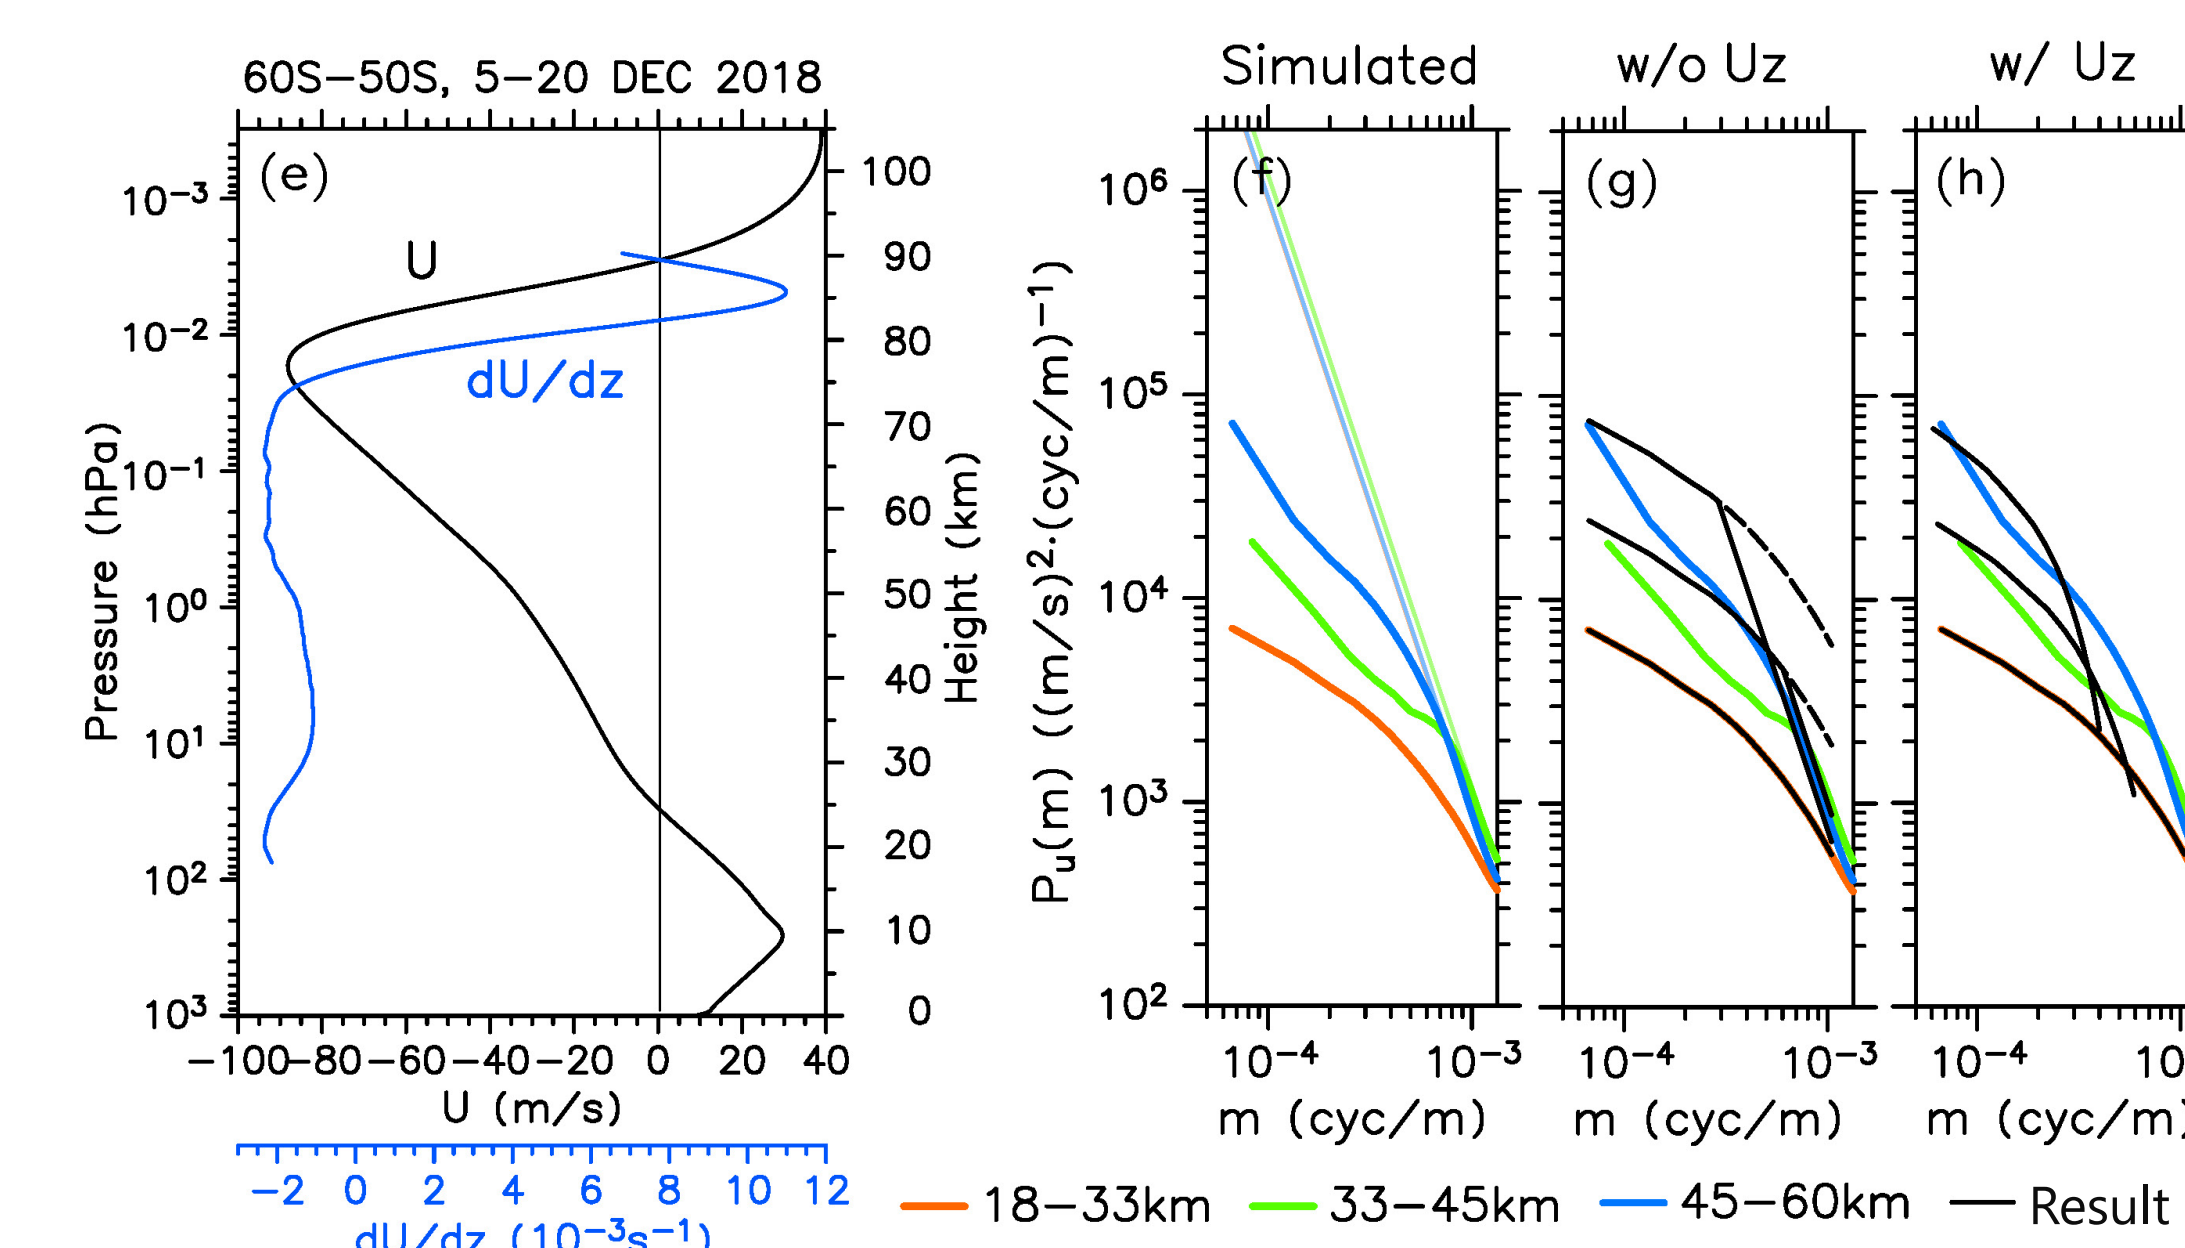 60S−50S, 5−20 DEC 2018
Simulated
w/o Uz
w/ Uz
(e)
(f)
(g)
(h)
U
dU/dz
Pressure (hPa)
10⁻³
10⁻²
10⁻¹
10⁰
10¹
10²
10³
100
90
80
70
60
50
40
30
20
10
0
Height (km)
Pu(m) ((m/s)²·(cyc/m)⁻¹)
10⁶
10⁵
10⁴
10³
10²
−100 −80 −60 −40 −20 0 20 40
U (m/s)
−2 0 2 4 6 8 10 12
dU/dz (10⁻³s⁻¹)
10⁻⁴ 10⁻³
m (cyc/m)
10⁻⁴ 10⁻³
m (cyc/m)
10⁻⁴ 10
m (cyc/m)
18−33km 33−45km 45−60km Result